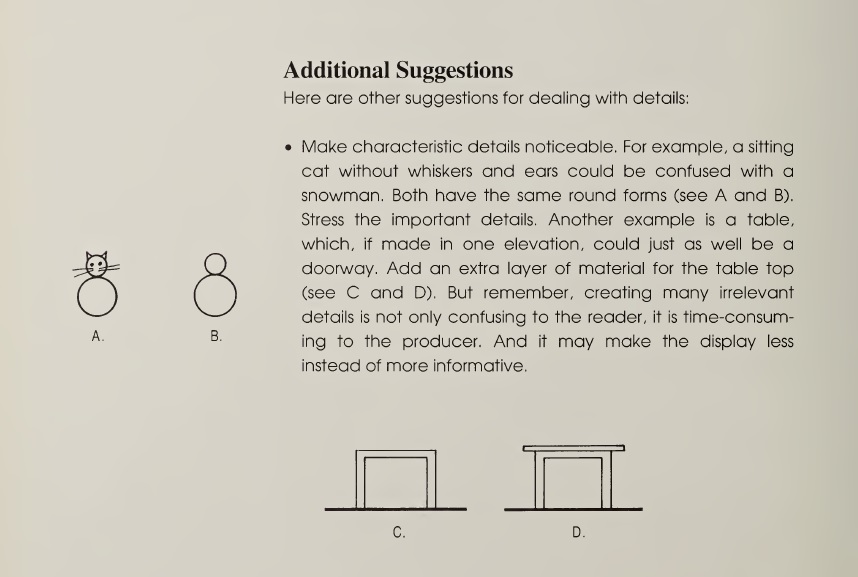 Additional Suggestions
Here are other suggestions for dealing with details:
• Make characteristic details noticeable. For example, a sitting
cat without whiskers and ears could be confused with a
snowman. Both have the same round forms (see A and B).
Stress the important details. Another example is a table,
which, if made in one elevation, could just as well be a
doorway. Add an extra layer of material for the table top
(see C and D). But remember, creating many irrelevant
details is not only confusing to the reader, it is time-consum-
ing to the producer. And it may make the display less
instead of more informative.
A.
B.
C.
D.